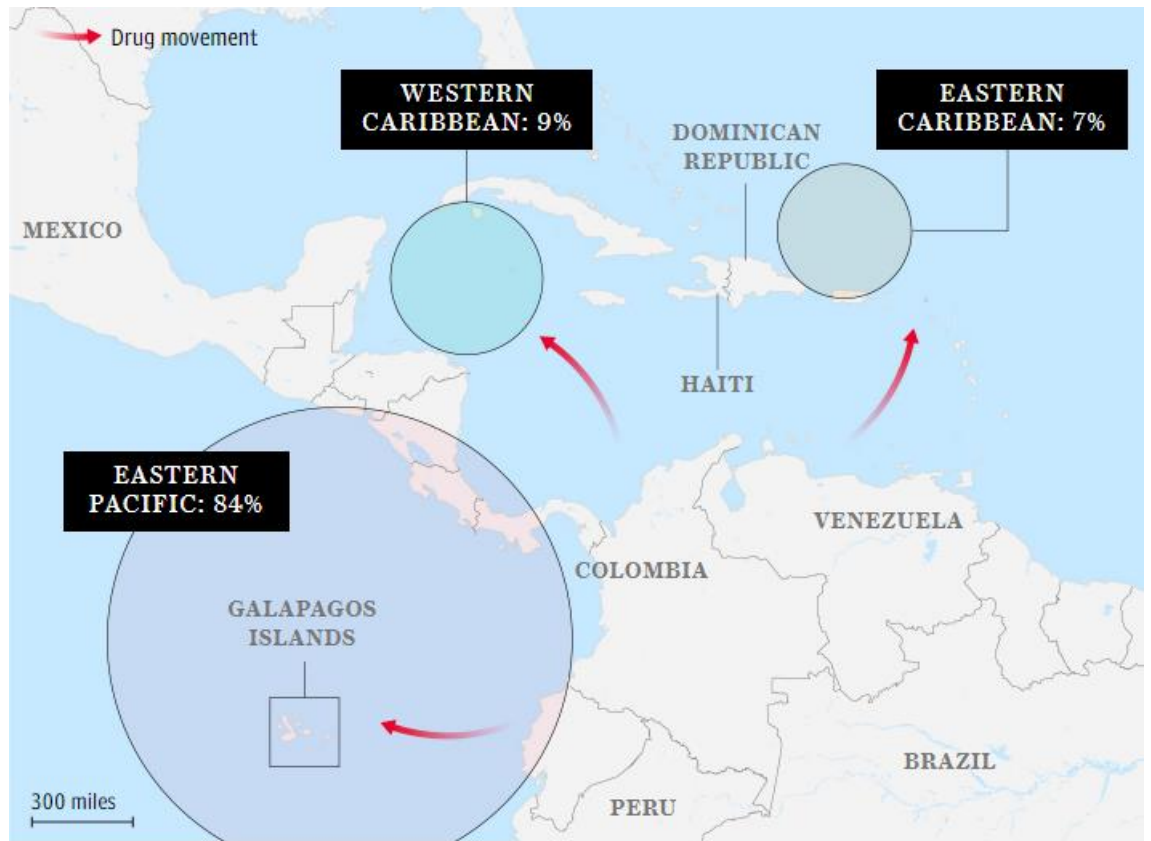 Drug movement
WESTERN
CARIBBEAN: 9%
EASTERN
CARIBBEAN: 7%
DOMINICAN
REPUBLIC
MEXICO
HAITI
EASTERN
PACIFIC: 84%
VENEZUELA
COLOMBIA
GALAPAGOS
ISLANDS
BRAZIL
300 miles
PERU